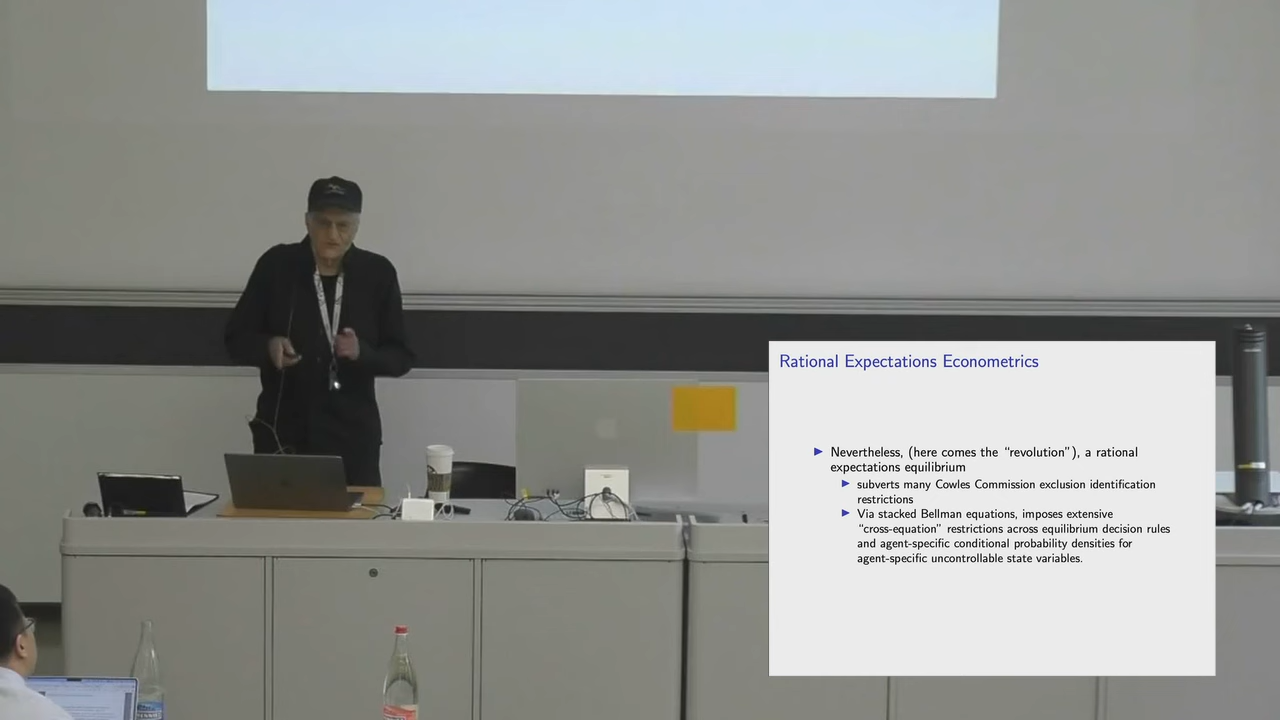 Rational Expectations Econometrics
Nevertheless, (here comes the “revolution”), a rational
expectations equilibrium
subverts many Cowles Commission exclusion identification
restrictions
Via stacked Bellman equations, imposes extensive
“cross-equation” restrictions across equilibrium decision rules
and agent-specific conditional probability densities for
agent-specific uncontrollable state variables.